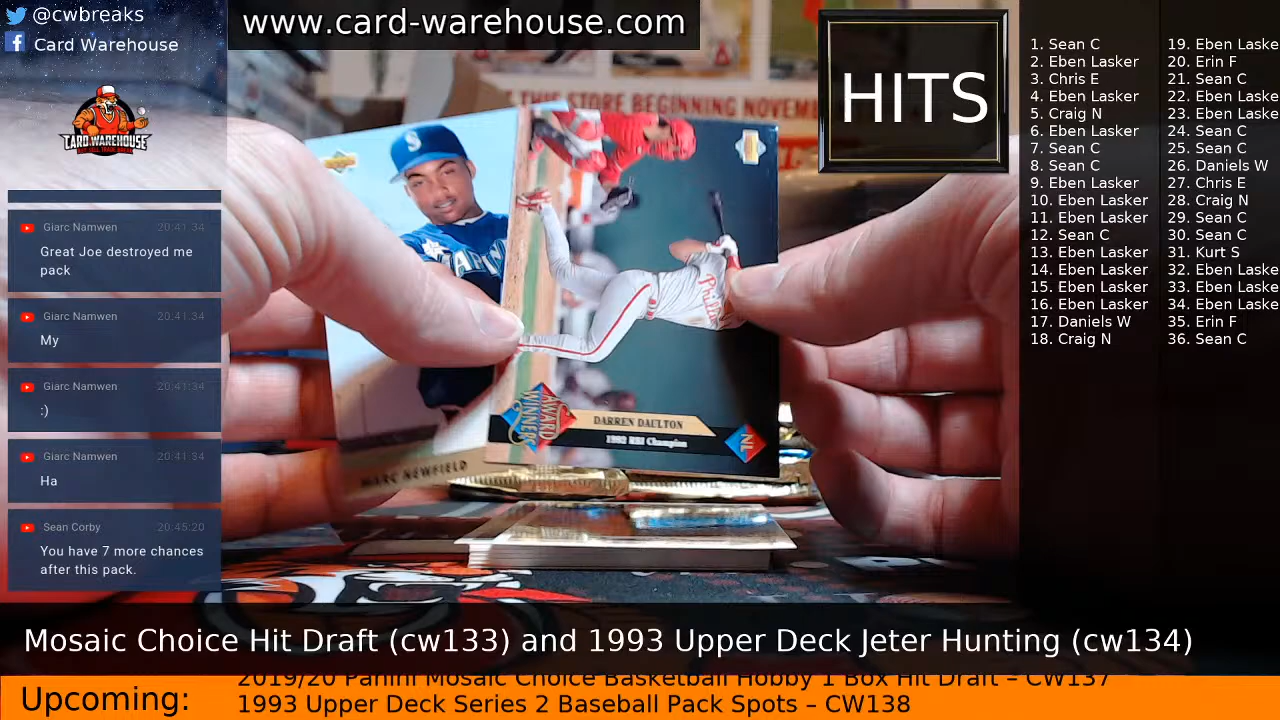 @cwbreaks
Card Warehouse
www.card-warehouse.com
CARD WAREHOUSE
THIS STORE BEGINNING NOVEM
HITS
1. Sean C
2. Eben Lasker
3. Chris E
4. Eben Lasker
5. Craig N
6. Eben Lasker
7. Sean C
8. Sean C
9. Eben Lasker
10. Eben Lasker
11. Eben Lasker
12. Sean C
13. Eben Lasker
14. Eben Lasker
15. Eben Lasker
16. Eben Lasker
17. Daniels W
18. Craig N
19. Eben Laske
20. Erin F
21. Sean C
22. Eben Laske
23. Eben Laske
24. Sean C
25. Sean C
26. Daniels W
27. Chris E
28. Craig N
29. Sean C
30. Sean C
31. Kurt S
32. Eben Laske
33. Eben Laske
34. Eben Laske
35. Erin F
36. Sean C
Giarc Namwen 20:41:34
Great Joe destroyed me
pack
Giarc Namwen 20:41:34
My
Giarc Namwen 20:41:34
:)
Giarc Namwen 20:41:34
Ha
Sean Corby 20:45:20
You have 7 more chances
after this pack.
S
MARC NEWFIELD
Phillies
AWARD
WINNERS
DARREN DAULTON
1992 RBI Champion
NL
Mosaic Choice Hit Draft (cw133) and 1993 Upper Deck Jeter Hunting (cw134)
Upcoming:
2019/20 Panini Mosaic Choice Basketball Hobby 1 Box Hit Draft – CW137
1993 Upper Deck Series 2 Baseball Pack Spots – CW138